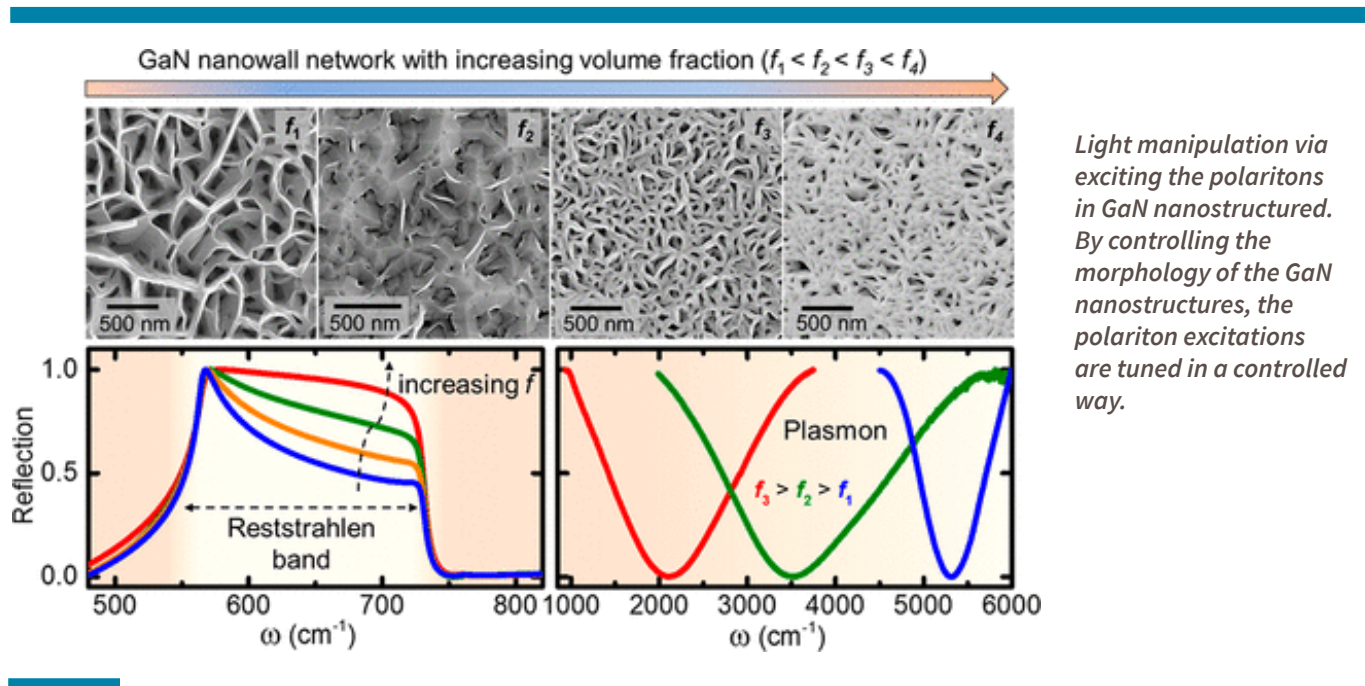 GaN nanowall network with increasing volume fraction (f₁ < f₂ < f₃ < f₄)
f₁
f₂
f₃
f₄
500 nm
500 nm
500 nm
500 nm
Light manipulation via
exciting the polaritons
in GaN nanostructured.
By controlling the
morphology of the GaN
nanostructures, the
polariton excitations
are tuned in a controlled
way.
Reflection
1.0
0.5
0.0
increasing f
Reststrahlen
band
500
600
700
800
ω (cm⁻¹)
Plasmon
f₃ > f₂ > f₁
1000
2000
3000
4000
5000
6000
ω (cm⁻¹)